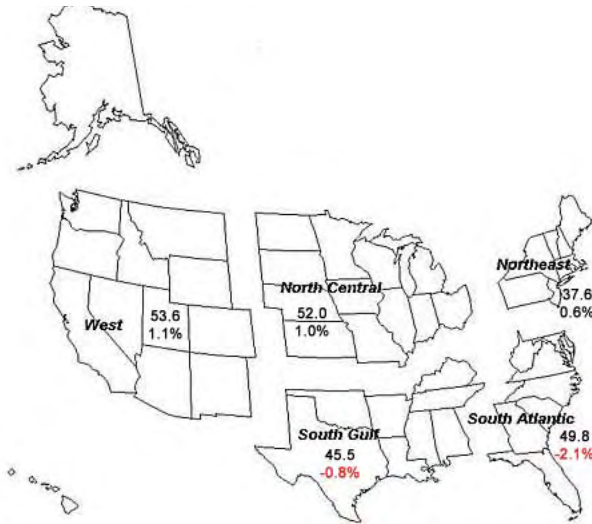 Northeast
37.6
0.6%
North Central
52.0
1.0%
West
53.6
1.1%
South Atlantic
49.8
-2.1%
South Gulf
45.5
-0.8%